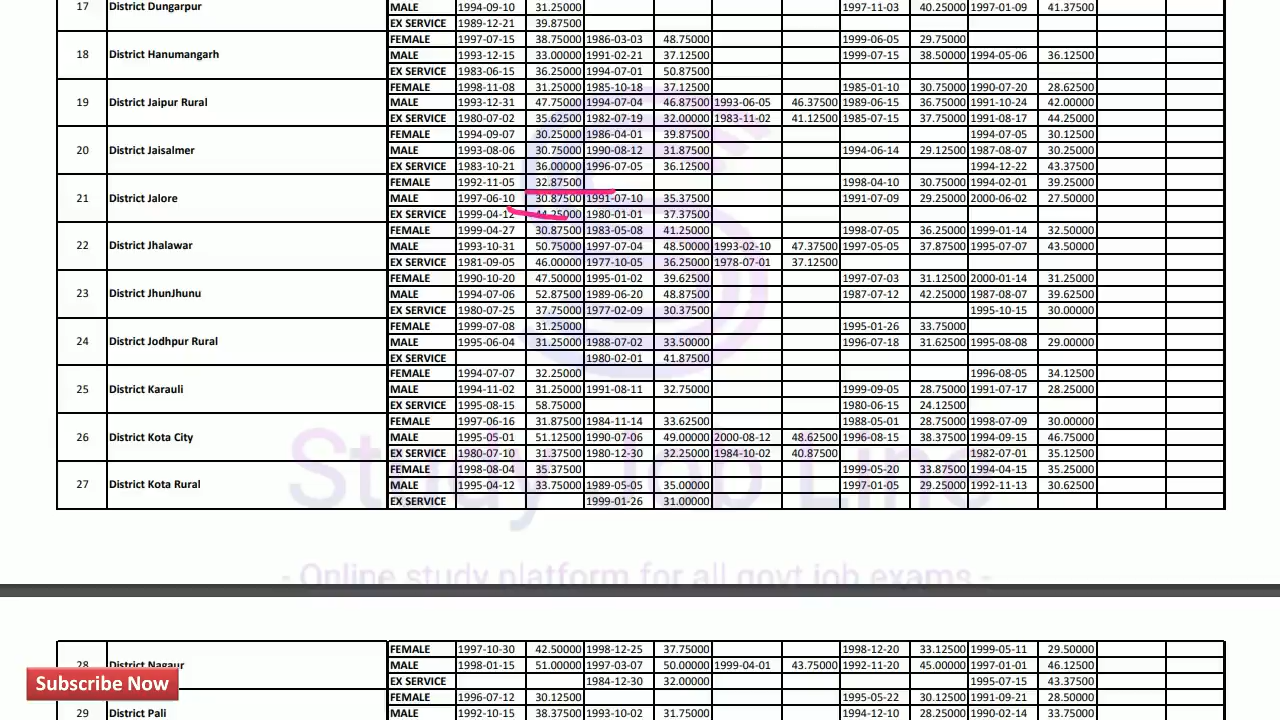 17 District Dungarpur MALE 1994-09-10 31.25000 1997-11-03 40.25000 1997-01-09 41.37500
EX SERVICE 1989-12-21 39.87500
FEMALE 1997-07-15 38.75000 1986-03-03 48.75000 1999-06-05 29.75000
18 District Hanumangarh MALE 1993-12-15 33.00000 1991-02-21 37.12500 1999-07-15 38.50000 1994-05-06 36.12500
EX SERVICE 1983-06-15 36.25000 1994-07-01 50.87500
FEMALE 1998-11-08 31.25000 1985-10-18 37.12500 1985-01-10 30.75000 1990-07-20 28.62500
19 District Jaipur Rural MALE 1993-12-31 47.75000 1994-07-04 46.87500 1993-06-05 46.37500 1989-06-15 36.75000 1991-10-24 42.00000
EX SERVICE 1980-07-02 35.62500 1982-07-19 32.00000 1983-11-02 41.12500 1985-07-15 37.75000 1991-08-17 44.25000
FEMALE 1994-09-07 30.25000 1986-04-01 39.87500 1994-07-05 30.12500
20 District Jaisalmer MALE 1993-08-06 30.75000 1990-08-12 31.87500 1994-06-14 29.12500 1987-08-07 30.25000
EX SERVICE 1983-10-21 36.00000 1996-07-05 36.12500 1994-12-22 43.37500
FEMALE 1992-11-05 32.87500 1998-04-10 30.75000 1994-02-01 39.25000
21 District Jalore MALE 1997-06-10 30.87500 1991-07-10 35.37500 1991-07-09 29.25000 2000-06-02 27.50000
EX SERVICE 1999-04-12 44.25000 1980-01-01 37.37500
FEMALE 1999-04-27 30.87500 1983-05-08 41.25000 1998-07-05 36.25000 1999-01-14 32.50000
22 District Jhalawar MALE 1993-10-31 50.75000 1997-07-04 48.50000 1993-02-10 47.37500 1997-05-05 37.87500 1995-07-07 43.50000
EX SERVICE 1981-09-05 46.00000 1977-10-05 36.25000 1978-07-01 37.12500
FEMALE 1990-10-20 47.50000 1995-01-02 39.62500 1997-07-03 31.12500 2000-01-14 31.25000
23 District JhunJhunu MALE 1994-07-06 52.87500 1989-06-20 48.87500 1987-07-12 42.25000 1987-08-07 39.62500
EX SERVICE 1980-07-25 37.75000 1977-02-09 30.37500 1995-10-15 30.00000
FEMALE 1999-07-08 31.25000 1995-01-26 33.75000
24 District Jodhpur Rural MALE 1995-06-04 31.25000 1988-07-02 33.50000 1996-07-18 31.62500 1995-08-08 29.00000
EX SERVICE 1980-02-01 41.87500
FEMALE 1994-07-07 32.25000 1996-08-05 34.12500
25 District Karauli MALE 1994-11-02 31.25000 1991-08-11 32.75000 1999-09-05 28.75000 1991-07-17 28.25000
EX SERVICE 1995-08-15 58.75000 1980-06-15 24.12500
FEMALE 1997-06-16 31.87500 1984-11-14 33.62500 1988-05-01 28.75000 1998-07-09 30.00000
26 District Kota City MALE 1995-05-01 51.12500 1990-07-06 49.00000 2000-08-12 48.62500 1996-08-15 38.37500 1994-09-15 46.75000
EX SERVICE 1980-07-10 31.37500 1980-12-30 32.25000 1984-10-02 40.87500 1982-07-01 35.12500
FEMALE 1998-08-04 35.37500 1999-05-20 33.87500 1994-04-15 35.25000
27 District Kota Rural MALE 1995-04-12 33.75000 1989-05-05 35.00000 1997-01-05 29.25000 1992-11-13 30.62500
EX SERVICE 1999-01-26 31.00000
Study Job Line
- Online study platform for all govt job exams -
FEMALE 1997-10-30 42.50000 1998-12-25 37.75000 1998-12-20 33.12500 1999-05-11 29.50000
28 District Nagaur MALE 1998-01-15 51.00000 1997-03-07 50.00000 1999-04-01 43.75000 1992-11-20 45.00000 1997-01-01 46.12500
Subscribe Now EX SERVICE 1984-12-30 32.00000 1995-07-15 43.37500
FEMALE 1996-07-12 30.12500 1995-05-22 30.12500 1991-09-21 28.50000
29 District Pali MALE 1992-10-15 38.37500 1993-10-02 31.75000 1994-12-10 28.25000 1990-02-14 33.75000